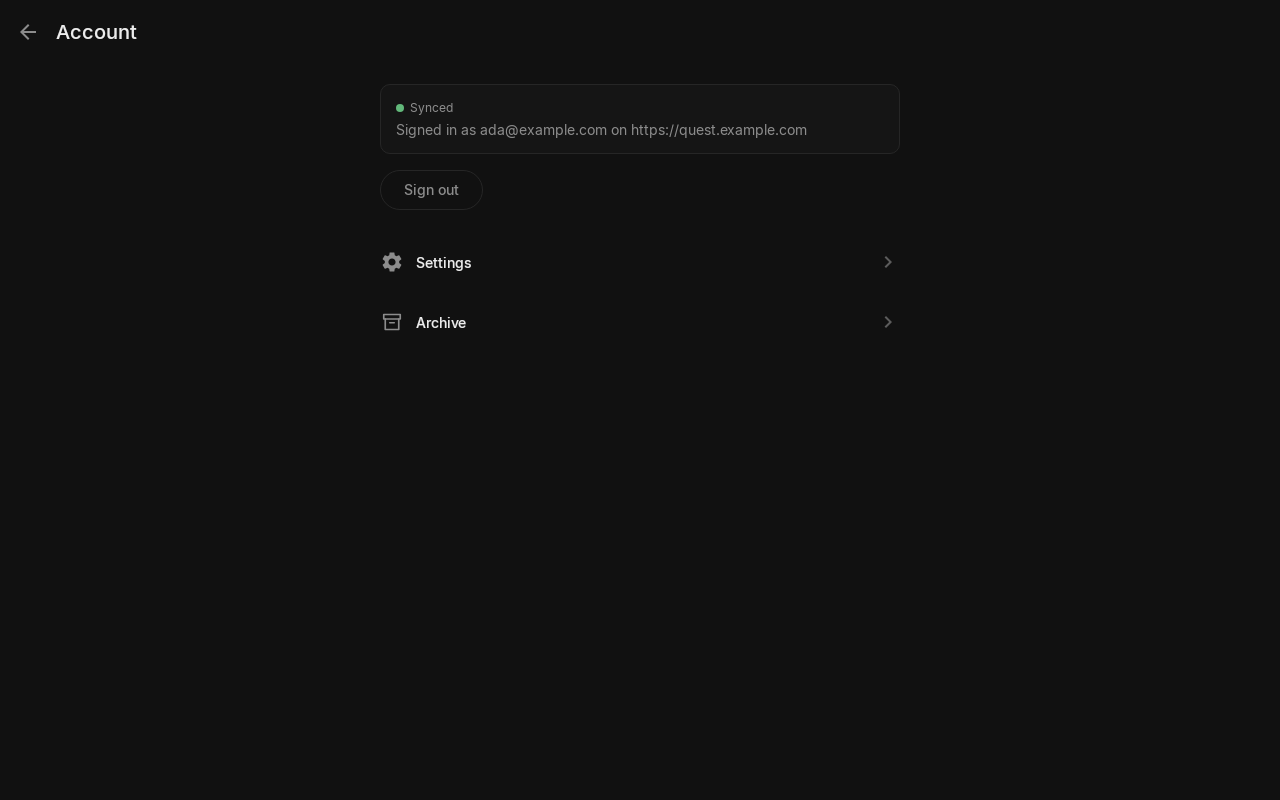 Account
Synced
Signed in as ada@example.com on https://quest.example.com
Sign out
Settings
Archive